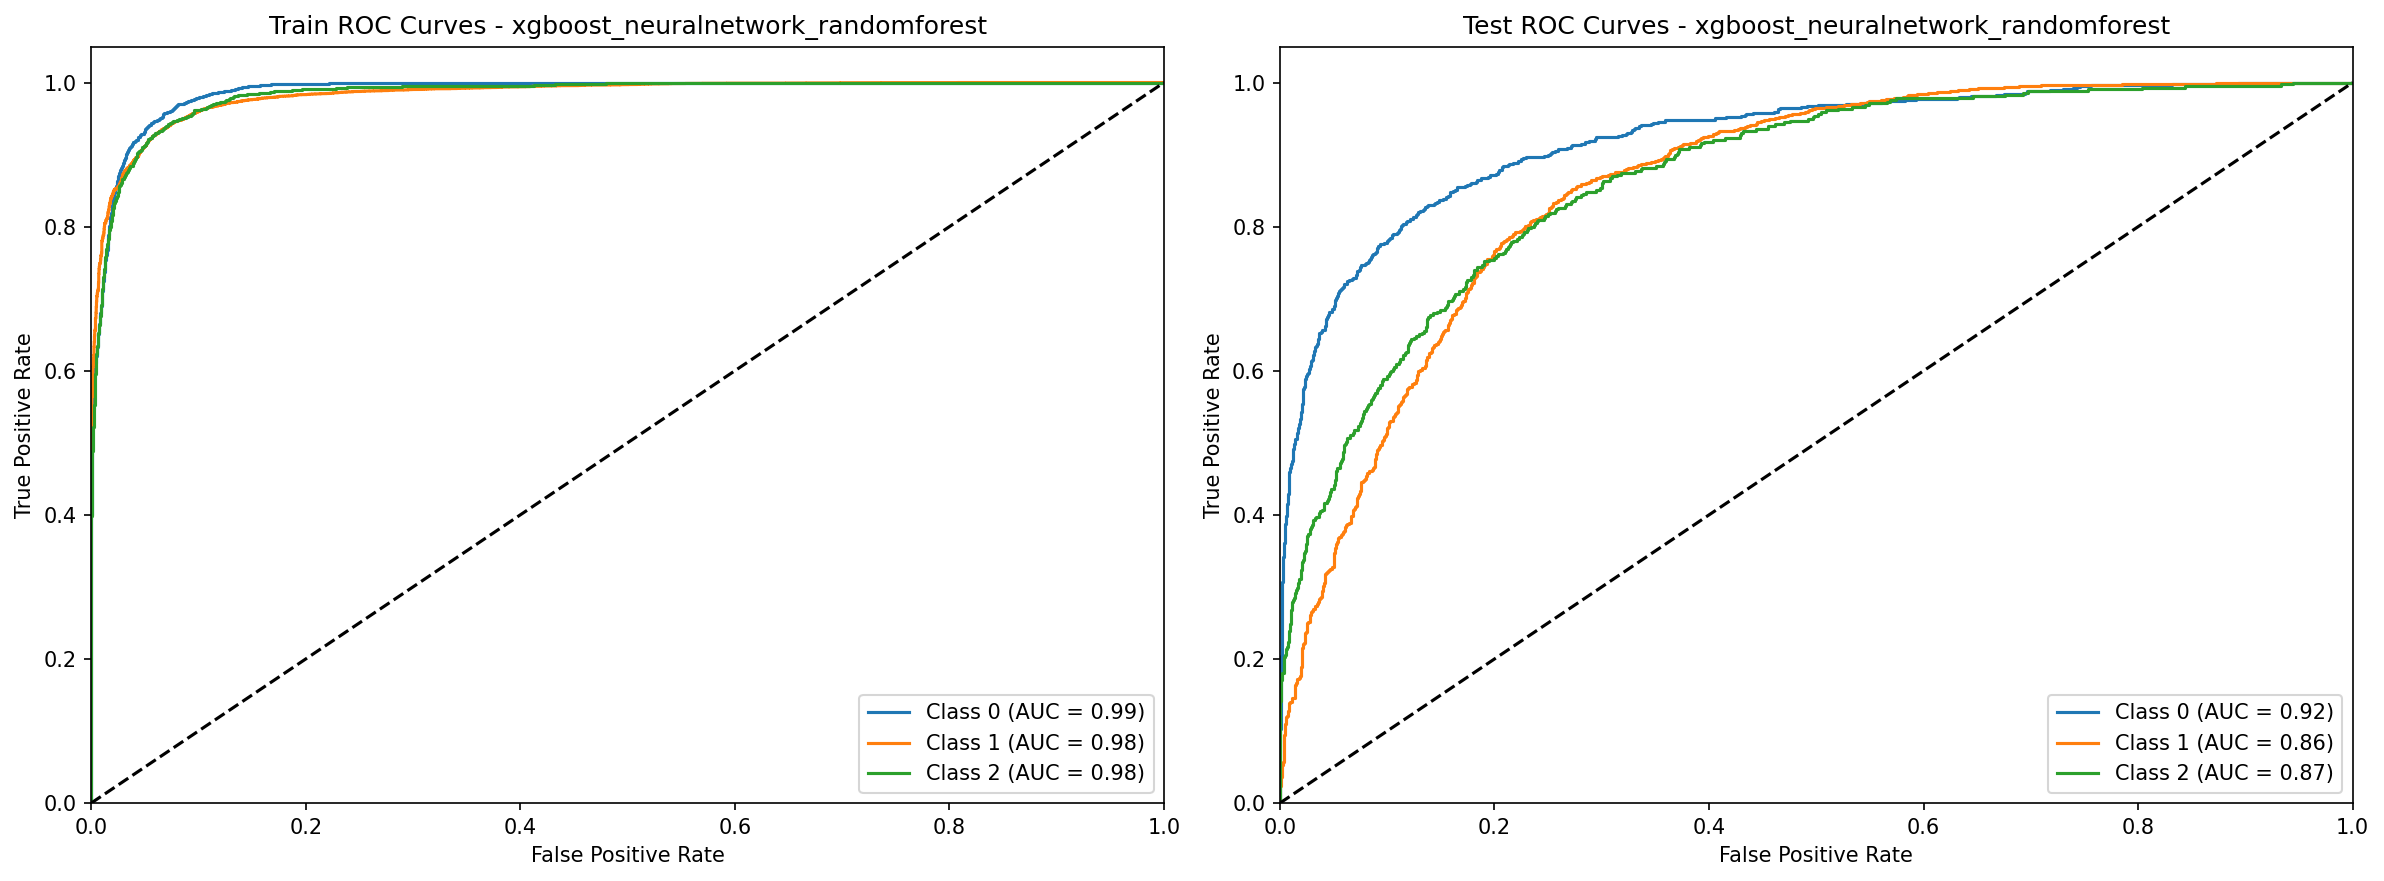 Train ROC Curves - xgboost_neuralnetwork_randomforest
1.0
0.8
0.6
0.4
0.2
0.0
True Positive Rate
0.0 0.2 0.4 0.6 0.8 1.0
False Positive Rate
Class 0 (AUC = 0.99)
Class 1 (AUC = 0.98)
Class 2 (AUC = 0.98)
Test ROC Curves - xgboost_neuralnetwork_randomforest
1.0
0.8
0.6
0.4
0.2
0.0
True Positive Rate
0.0 0.2 0.4 0.6 0.8 1.0
False Positive Rate
Class 0 (AUC = 0.92)
Class 1 (AUC = 0.86)
Class 2 (AUC = 0.87)